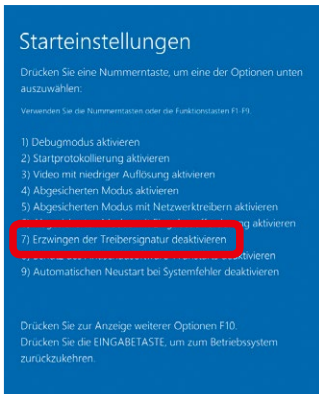 Starteinstellungen
Drücken Sie eine Nummerntaste, um eine der Optionen unten
auszuwählen:
Verwenden Sie die Nummerntasten oder die Funktionstasten F1-F9.
1) Debugmodus aktivieren
2) Startprotokollierung aktivieren
3) Video mit niedriger Auflösung aktivieren
4) Abgesicherten Modus aktivieren
5) Abgesicherten Modus mit Netzwerktreibern aktivieren
aktivieren
7) Erzwingen der Treibersignatur deaktivieren
9) Automatischen Neustart bei Systemfehler deaktivieren
Drücken Sie zur Anzeige weiterer Optionen F10.
Drücken Sie die EINGABETASTE, um zum Betriebssystem
zurückzukehren.